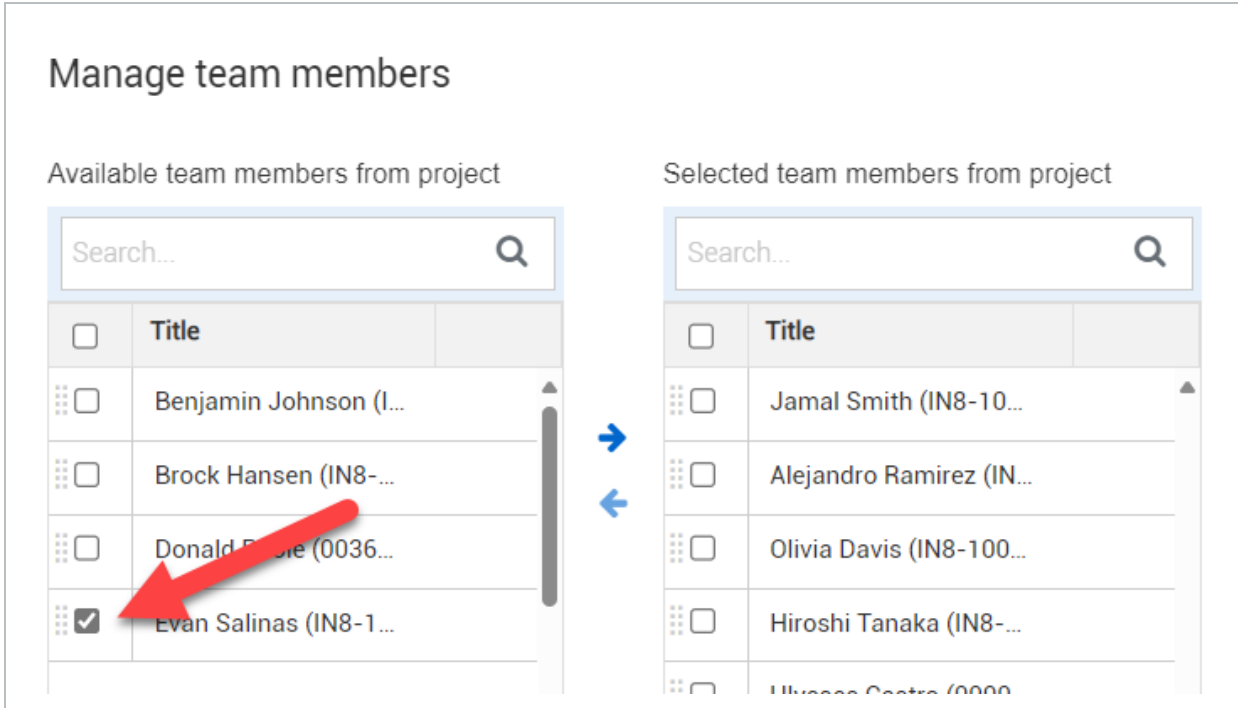 Manage team members
Available team members from project
Selected team members from project
Search...
Search...
Title
Title
Benjamin Johnson (I...
Jamal Smith (IN8-10...
Brock Hansen (IN8-...
Alejandro Ramirez (IN...
Donald (0036...
Olivia Davis (IN8-100...
Evan Salinas (IN8-1...
Hiroshi Tanaka (IN8-...